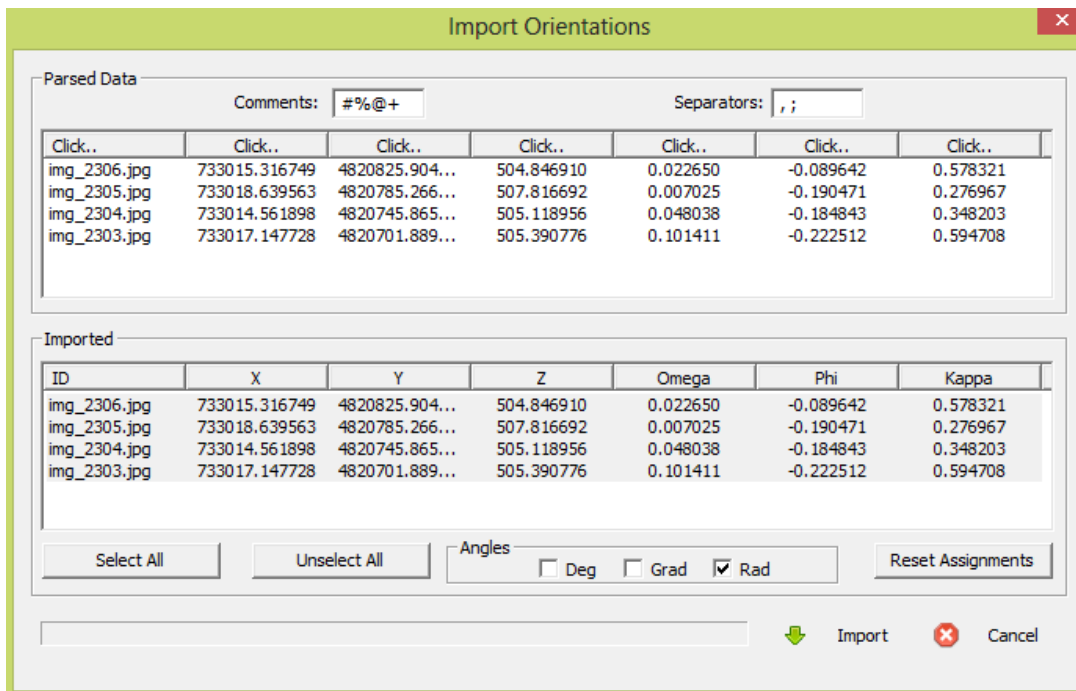 Import Orientations
Parsed Data
Comments: #%@+ Separators: , ;
Click.. Click.. Click.. Click.. Click.. Click.. Click..
img_2306.jpg 733015.316749 4820825.904... 504.846910 0.022650 -0.089642 0.578321
img_2305.jpg 733018.639563 4820785.266... 507.816692 0.007025 -0.190471 0.276967
img_2304.jpg 733014.561898 4820745.865... 505.118956 0.048038 -0.184843 0.348203
img_2303.jpg 733017.147728 4820701.889... 505.390776 0.101411 -0.222512 0.594708
Imported
ID X Y Z Omega Phi Kappa
img_2306.jpg 733015.316749 4820825.904... 504.846910 0.022650 -0.089642 0.578321
img_2305.jpg 733018.639563 4820785.266... 507.816692 0.007025 -0.190471 0.276967
img_2304.jpg 733014.561898 4820745.865... 505.118956 0.048038 -0.184843 0.348203
img_2303.jpg 733017.147728 4820701.889... 505.390776 0.101411 -0.222512 0.594708
Angles
Select All Unselect All Deg Grad Rad Reset Assignments
Import Cancel